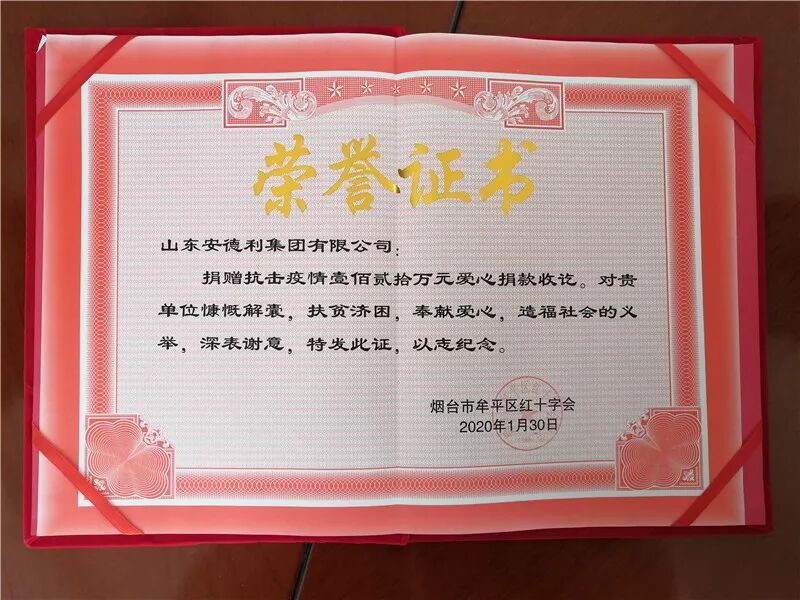 荣誉证书
山东安德利集团有限公司：
捐赠抗击疫情壹佰贰拾万元爱心捐款收讫。对贵
单位慷慨解囊，扶贫济困，奉献爱心，造福社会的义
举，深表谢意，特发此证，以志纪念。
烟台市牟平区红十字会
2020年1月30日